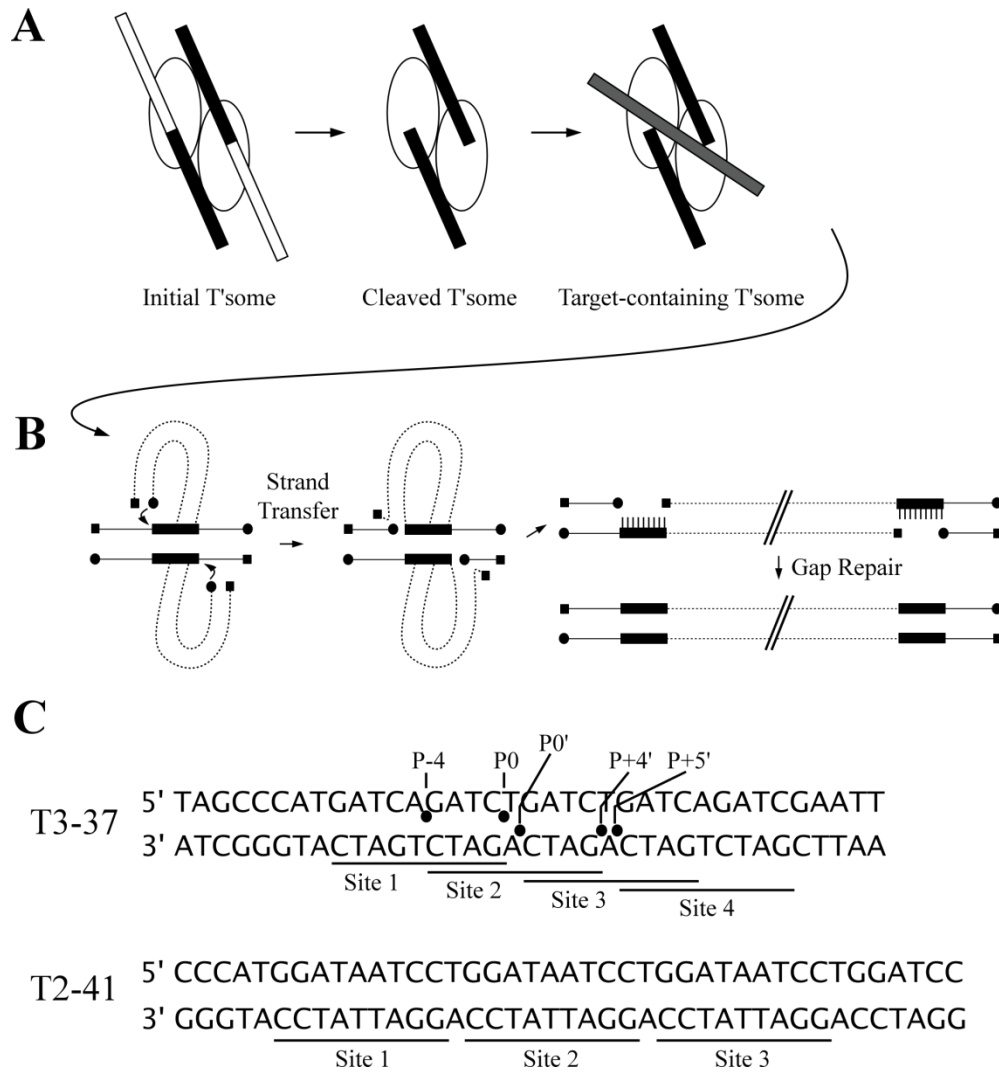 A
Initial T'some
Cleaved T'some
Target-containing T'some
B
Strand
Transfer
Gap Repair
C
P-4
P0
P0'
P+4'
P+5'
T3-37
5' TAGCCCATGATCAGATCTGATCTGATCAGATCGAATT
3' ATCGGGTACTAGTCTAGACTAGACTAGTCTAGCTTAA
Site 1
Site 2
Site 3
Site 4
T2-41
5' CCCATGGATAATCCTGGATAATCCTGGATAATCCTGGATCC
3' GGGTACCTATTAGGACCTATTAGGACCTATTAGGACCTAGG
Site 1
Site 2
Site 3